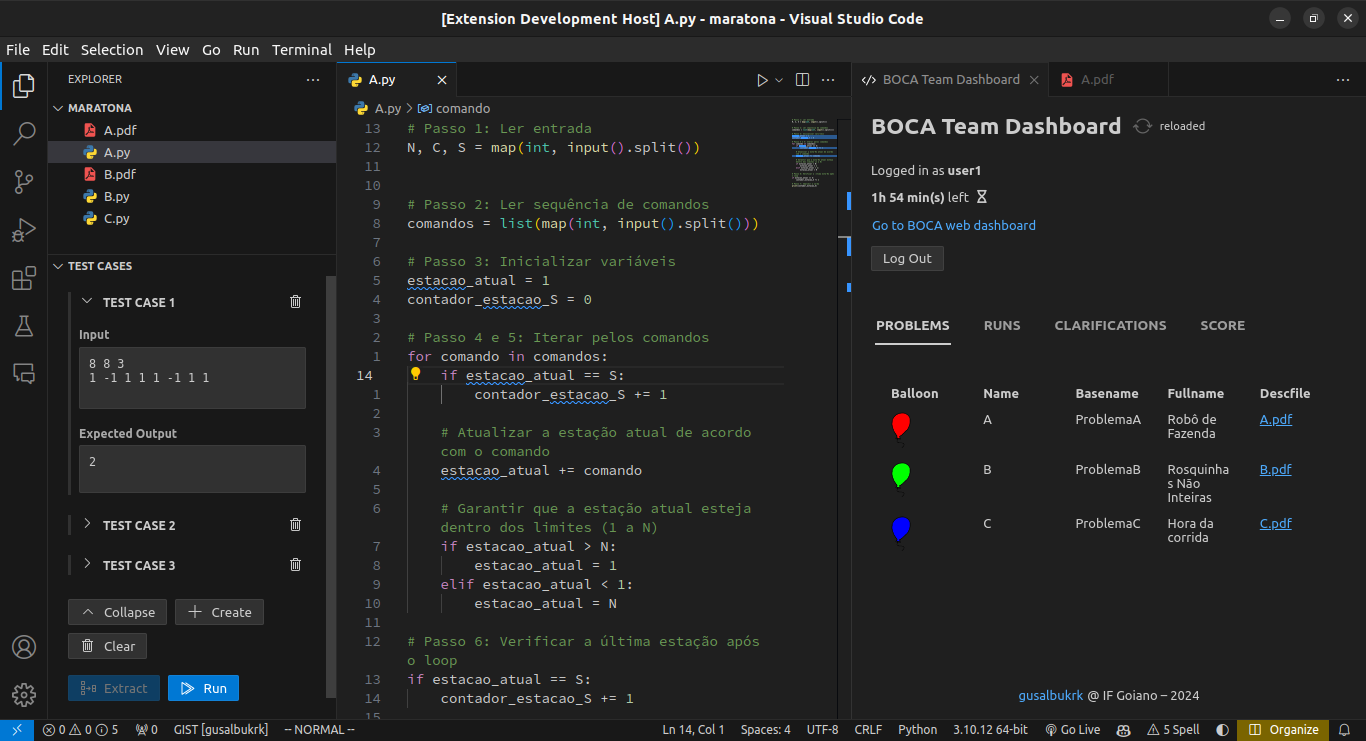 [Extension Development Host] A.py - maratona - Visual Studio Code
File Edit Selection View Go Run Terminal Help
EXPLORER
MARATONA
A.pdf
A.py
B.pdf
B.py
C.py
TEST CASES
TEST CASE 1
Input
8 8 3
1 -1 1 1 1 -1 1 1
Expected Output
2
TEST CASE 2
TEST CASE 3
Collapse
Create
Clear
Extract
Run
A.py
A.py > comando
13 # Passo 1: Ler entrada
12 N, C, S = map(int, input().split())
11
10
9 # Passo 2: Ler sequência de comandos
8 comandos = list(map(int, input().split()))
7
6 # Passo 3: Inicializar variáveis
5 estacao_atual = 1
4 contador_estacao_S = 0
3
2 # Passo 4 e 5: Iterar pelos comandos
1 for comando in comandos:
14 if estacao_atual == S:
1 contador_estacao_S += 1
2
3 # Atualizar a estação atual de acordo
com o comando
4 estacao_atual += comando
5
6 # Garantir que a estação atual esteja
dentro dos limites (1 a N)
7 if estacao_atual > N:
8 estacao_atual = 1
9 elif estacao_atual < 1:
10 estacao_atual = N
11
12 # Passo 6: Verificar a última estação após
o loop
13 if estacao_atual == S:
14 contador_estacao_S += 1
15
BOCA Team Dashboard
A.pdf
BOCA Team Dashboard
reloaded
Logged in as user1
1h 54 min(s) left
Go to BOCA web dashboard
Log Out
PROBLEMS RUNS CLARIFICATIONS SCORE
Balloon Name Basename Fullname Descfile
A ProblemaA Robô de A.pdf
Fazenda
B ProblemaB Rosquinha B.pdf
s Não
Inteiras
C ProblemaC Hora da C.pdf
corrida
gusalbukrk @ IF Goiano – 2024
0 0 5 0 GIST [gusalbukrk] -- NORMAL -- Ln 14, Col 1 Spaces: 4 UTF-8 CRLF Python 3.10.12 64-bit Go Live 5 Spell Organize